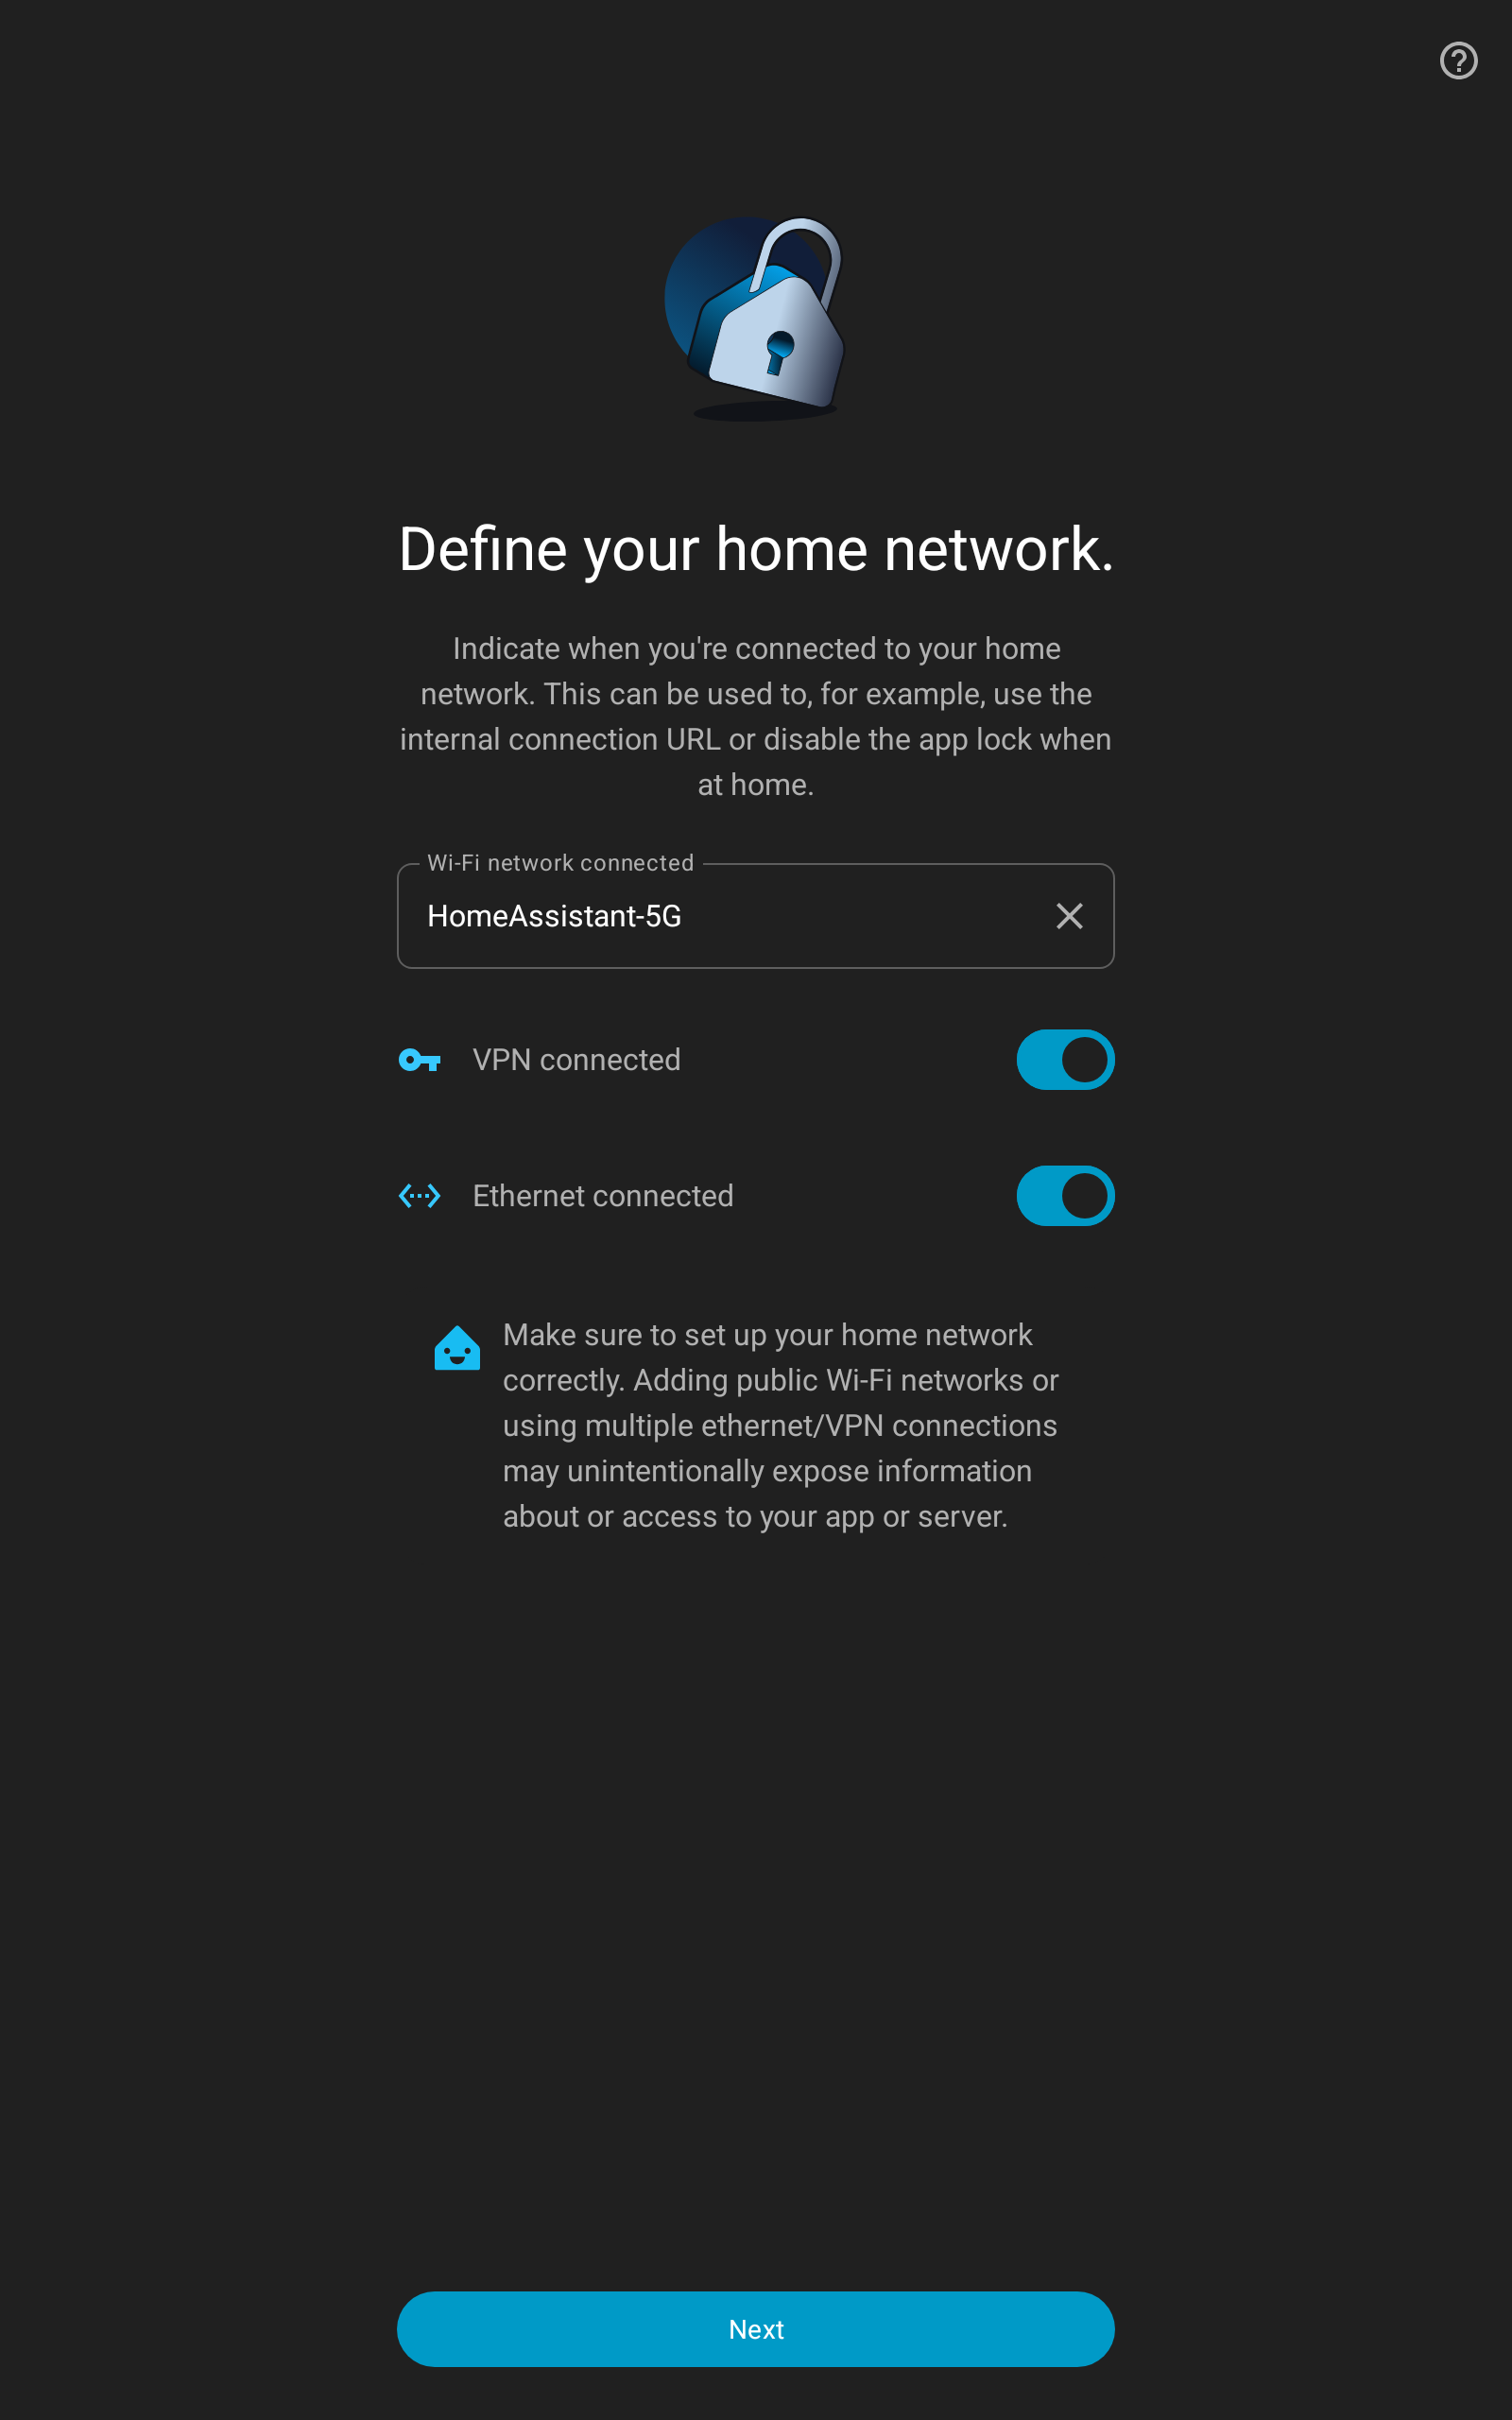 Define your home network.
Indicate when you're connected to your home
network. This can be used to, for example, use the
internal connection URL or disable the app lock when
at home.
Wi-Fi network connected
HomeAssistant-5G
VPN connected
Ethernet connected
Make sure to set up your home network
correctly. Adding public Wi-Fi networks or
using multiple ethernet/VPN connections
may unintentionally expose information
about or access to your app or server.
Next